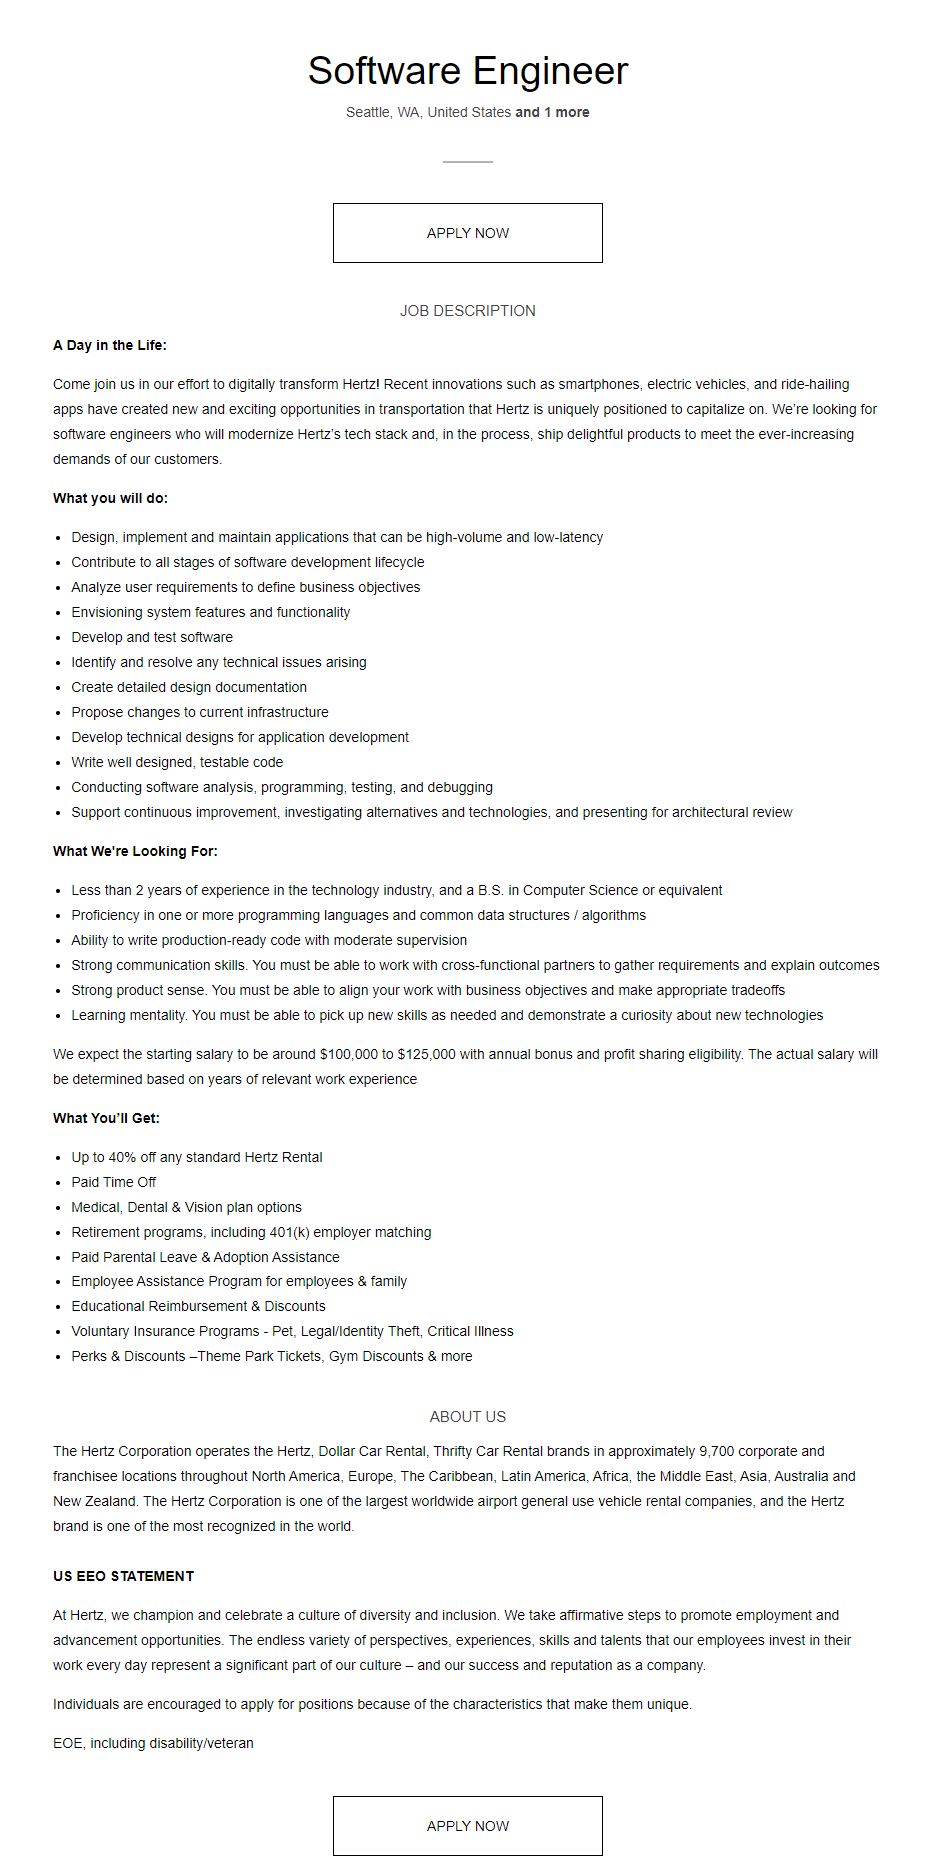 Software Engineer
Seattle, WA, United States and 1 more
APPLY NOW
JOB DESCRIPTION
A Day in the Life:
Come join us in our effort to digitally transform Hertz! Recent innovations such as smartphones, electric vehicles, and ride-hailing
apps have created new and exciting opportunities in transportation that Hertz is uniquely positioned to capitalize on. We’re looking for
software engineers who will modernize Hertz’s tech stack and, in the process, ship delightful products to meet the ever-increasing
demands of our customers.
What you will do:
• Design, implement and maintain applications that can be high-volume and low-latency
• Contribute to all stages of software development lifecycle
• Analyze user requirements to define business objectives
• Envisioning system features and functionality
• Develop and test software
• Identify and resolve any technical issues arising
• Create detailed design documentation
• Propose changes to current infrastructure
• Develop technical designs for application development
• Write well designed, testable code
• Conducting software analysis, programming, testing, and debugging
• Support continuous improvement, investigating alternatives and technologies, and presenting for architectural review
What We're Looking For:
• Less than 2 years of experience in the technology industry, and a B.S. in Computer Science or equivalent
• Proficiency in one or more programming languages and common data structures / algorithms
• Ability to write production-ready code with moderate supervision
• Strong communication skills. You must be able to work with cross-functional partners to gather requirements and explain outcomes
• Strong product sense. You must be able to align your work with business objectives and make appropriate tradeoffs
• Learning mentality. You must be able to pick up new skills as needed and demonstrate a curiosity about new technologies
We expect the starting salary to be around $100,000 to $125,000 with annual bonus and profit sharing eligibility. The actual salary will
be determined based on years of relevant work experience
What You’ll Get:
• Up to 40% off any standard Hertz Rental
• Paid Time Off
• Medical, Dental & Vision plan options
• Retirement programs, including 401(k) employer matching
• Paid Parental Leave & Adoption Assistance
• Employee Assistance Program for employees & family
• Educational Reimbursement & Discounts
• Voluntary Insurance Programs - Pet, Legal/Identity Theft, Critical Illness
• Perks & Discounts –Theme Park Tickets, Gym Discounts & more
ABOUT US
The Hertz Corporation operates the Hertz, Dollar Car Rental, Thrifty Car Rental brands in approximately 9,700 corporate and
franchisee locations throughout North America, Europe, The Caribbean, Latin America, Africa, the Middle East, Asia, Australia and
New Zealand. The Hertz Corporation is one of the largest worldwide airport general use vehicle rental companies, and the Hertz
brand is one of the most recognized in the world.
US EEO STATEMENT
At Hertz, we champion and celebrate a culture of diversity and inclusion. We take affirmative steps to promote employment and
advancement opportunities. The endless variety of perspectives, experiences, skills and talents that our employees invest in their
work every day represent a significant part of our culture – and our success and reputation as a company.
Individuals are encouraged to apply for positions because of the characteristics that make them unique.
EOE, including disability/veteran
APPLY NOW